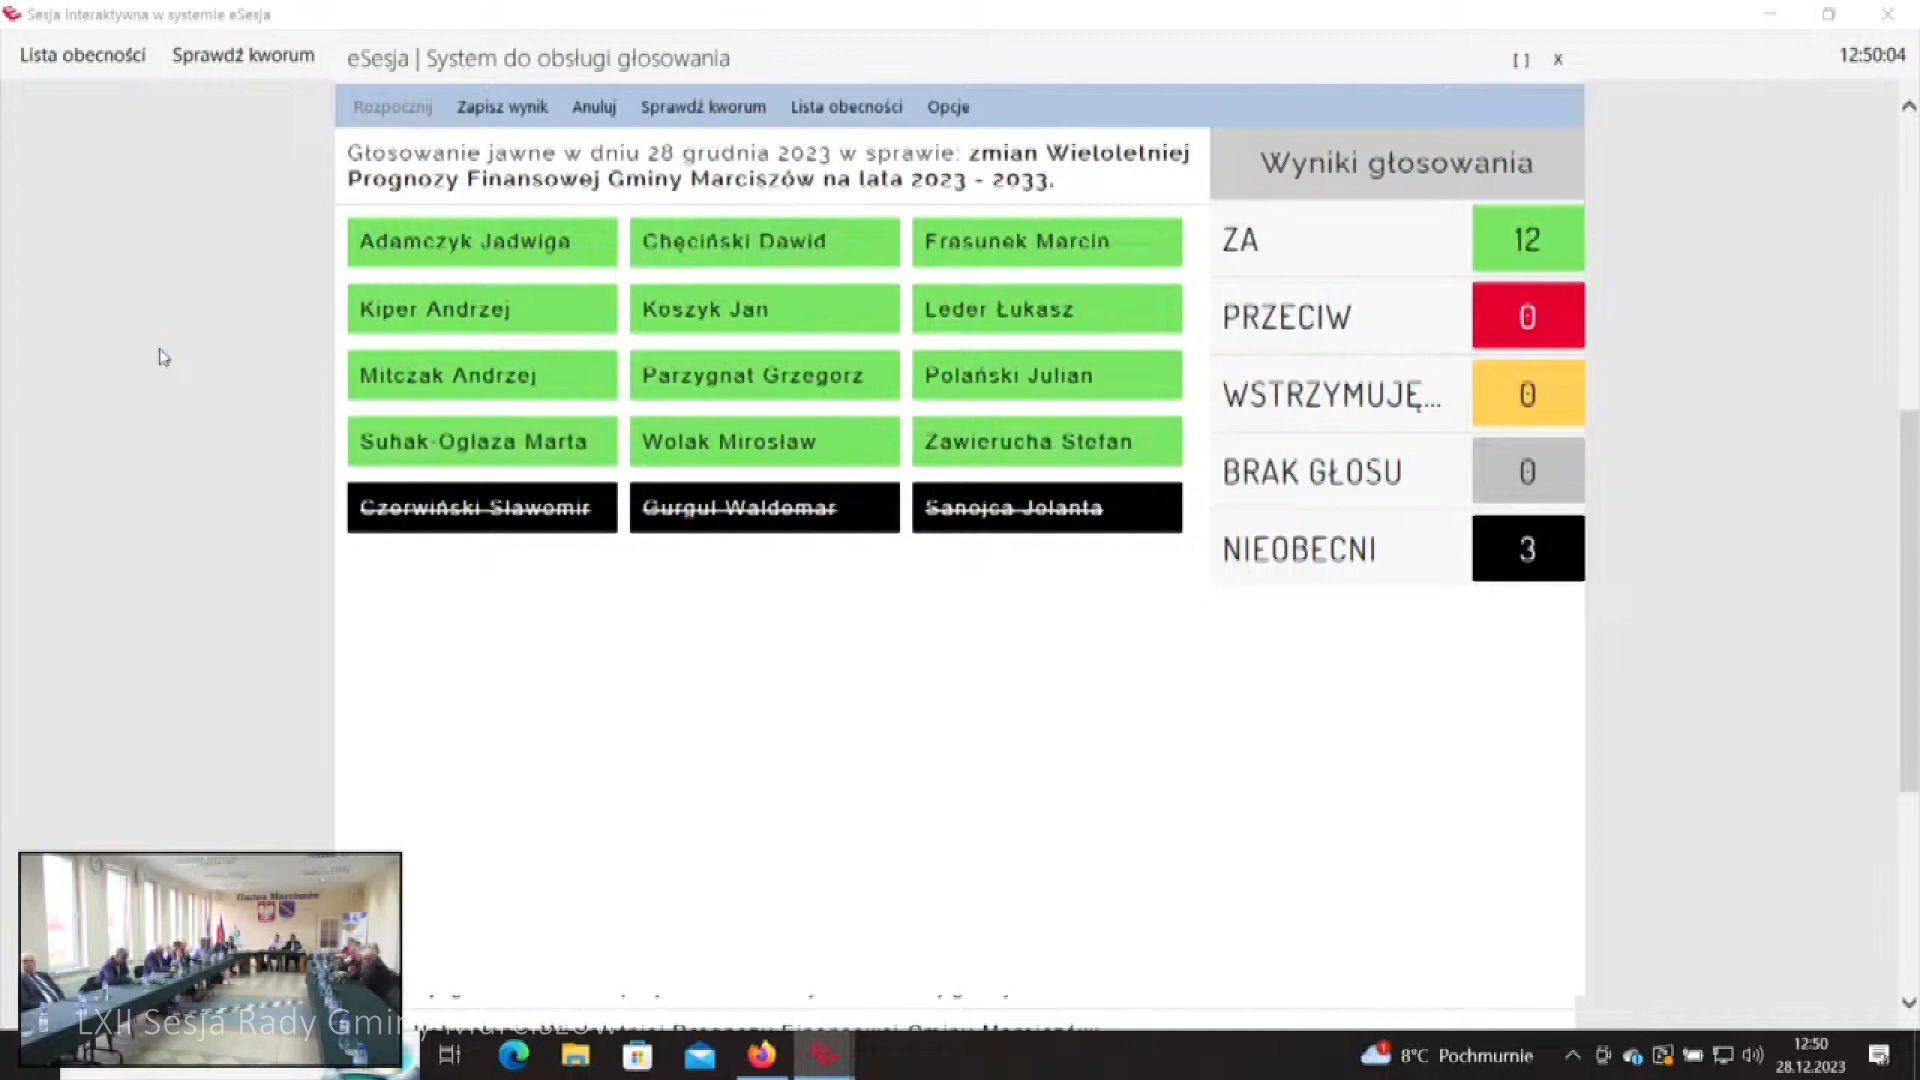 Sesja interaktywna w systemie eSesja
Lista obecności Sprawdź kworum eSesja | System do obsługi głosowania [ ] x 12:50:04
Rozpocznij Zapisz wynik Anuluj Sprawdź kworum Lista obecności Opcje
Głosowanie jawne w dniu 28 grudnia 2023 w sprawie: zmian Wieloletniej
Prognozy Finansowej Gminy Marciszów na lata 2023 - 2033.
Wyniki głosowania
Adamczyk Jadwiga Chęciński Dawid Frasunek Marcin
ZA 12
Kiper Andrzej Koszyk Jan Leder Łukasz
PRZECIW 0
Mitczak Andrzej Parzygnat Grzegorz Polański Julian
WSTRZYMUJĘ... 0
Suhak-Oglaza Marta Wolak Mirosław Zawierucha Stefan
BRAK GŁOSU 0
Czerwiński Sławomir Gurgul Waldemar Sanojca Jolanta
NIEOBECNI 3
Gmina Marciszów
LXII Sesja Rady Gminy Marciszów
8°C Pochmurnie
12:50
28.12.2023